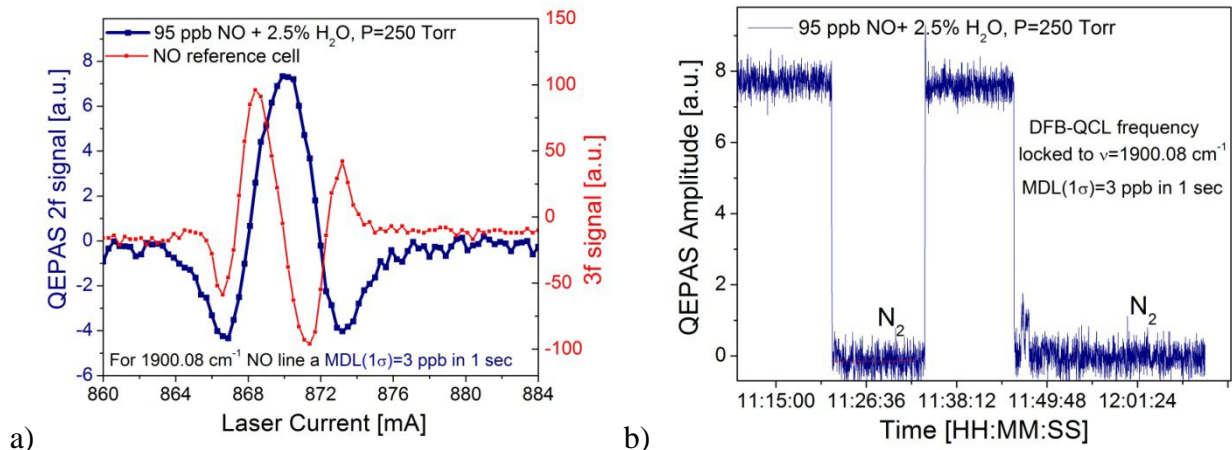 95 ppb NO + 2.5% H₂O, P=250 Torr
NO reference cell
QEPAS 2f signal [a.u.]
8
6
4
2
0
-2
-4
-6
150
100
50
0
-50
-100
3f signal [a.u.]
For 1900.08 cm⁻¹ NO line a MDL(1σ)=3 ppb in 1 sec
860 864 868 872 876 880 884
Laser Current [mA]
a)
95 ppb NO+ 2.5% H₂O, P=250 Torr
QEPAS Amplitude [a.u.]
8
4
0
DFB-QCL frequency
locked to ν=1900.08 cm⁻¹
MDL(1σ)=3 ppb in 1 sec
N₂
N₂
11:15:00 11:26:36 11:38:12 11:49:48 12:01:24
Time [HH:MM:SS]
b)